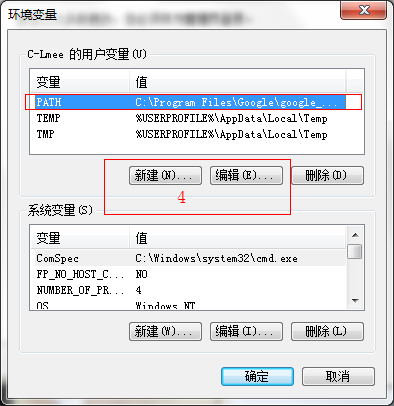 环境变量
C-Lmee 的用户变量(U)
变量 值
PATH C:\Program Files\Google\google_...
TEMP %USERPROFILE%\AppData\Local\Temp
TMP %USERPROFILE%\AppData\Local\Temp
新建(N)... 编辑(E)... 删除(D)
4
系统变量(S)
变量 值
ComSpec C:\Windows\system32\cmd.exe
FP_NO_HOST_C... NO
NUMBER_OF_PR... 4
OS Windows_NT
新建(W)... 编辑(I)... 删除(L)
确定 取消